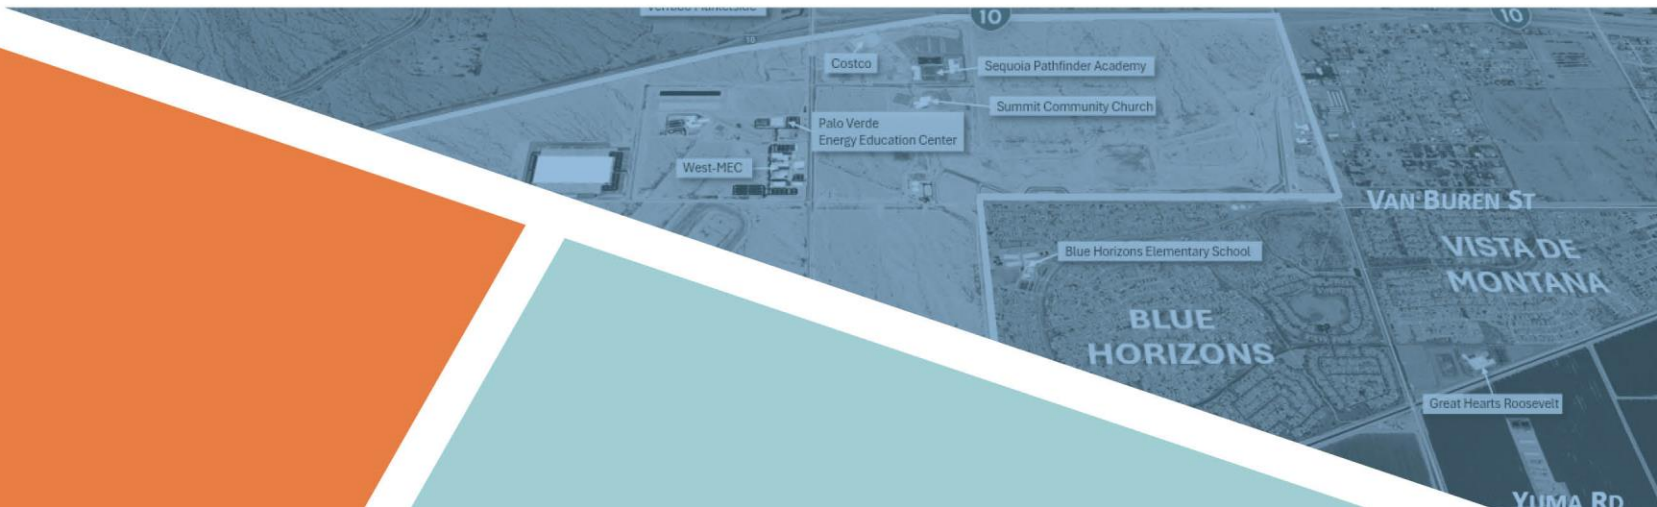 10
10
10
Costco
Sequoia Pathfinder Academy
Summit Community Church
Palo Verde
Energy Education Center
West-MEC
VAN BUREN ST
Blue Horizons Elementary School
VISTA DE
MONTANA
BLUE
HORIZONS
Great Hearts Roosevelt
YUMA RD